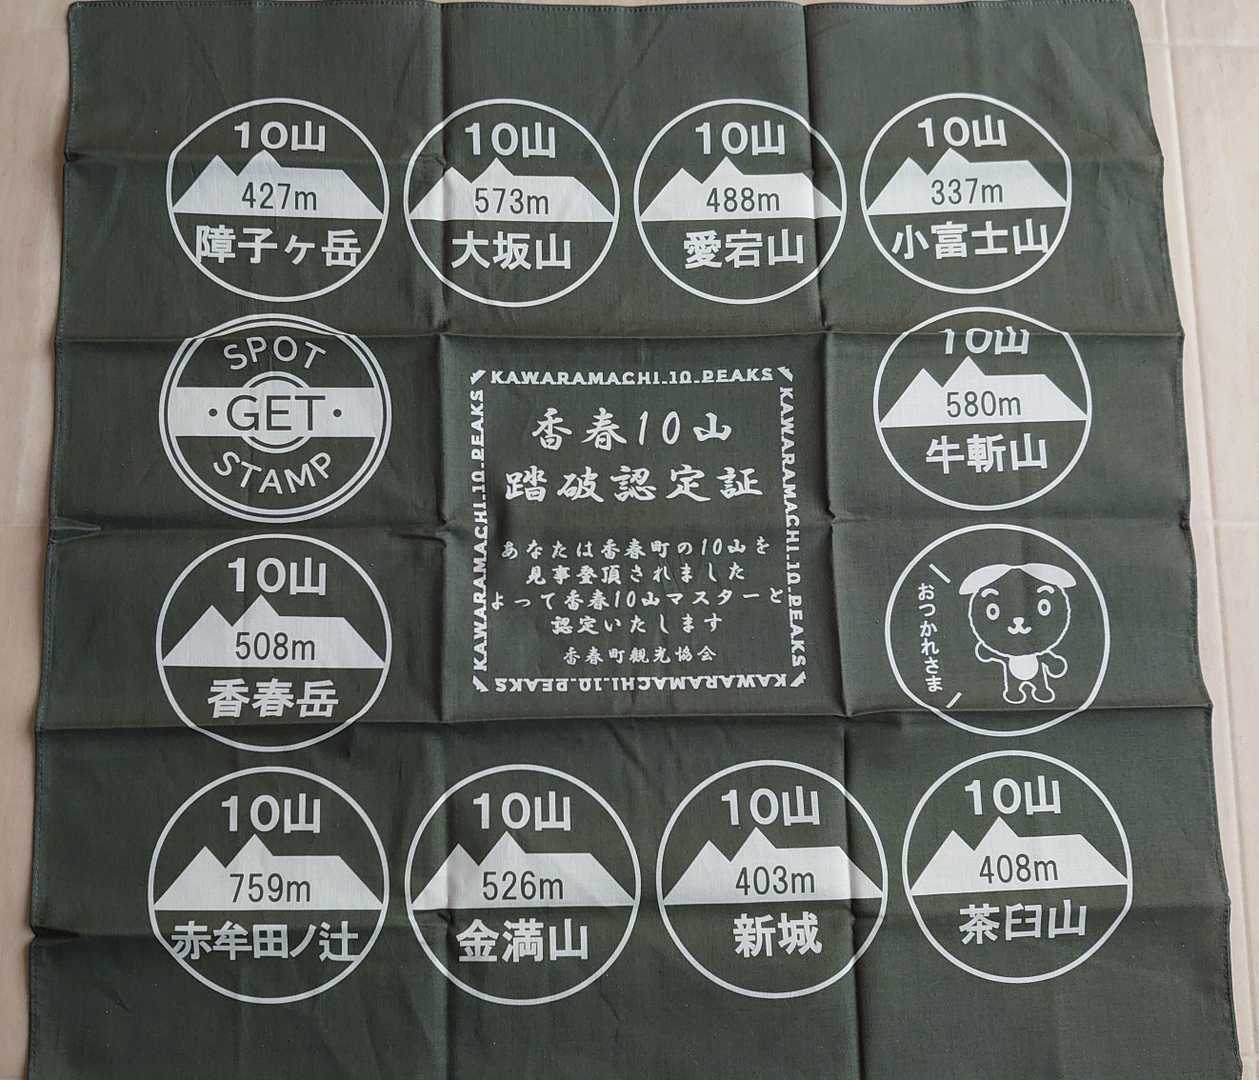 10山
427m
障子ヶ岳
10山
573m
大坂山
10山
488m
愛宕山
10山
337m
小富士山
SPOT
・GET・
STAMP
KAWARAMACHI.10.PEAKS
KAWARAMACHI.10.PEAKS
KAWARAMACHI.10.PEAKS
KAWARAMACHI.10.PEAKS
香春10山
踏破認定証
あなたは香春町の10山を
見事登頂されました
よって香春10山マスターと
認定いたします
香春町観光協会
10山
580m
牛斬山
10山
508m
香春岳
おつかれさま
10山
759m
赤牟田ノ辻
10山
526m
金満山
10山
403m
新城
10山
408m
茶臼山